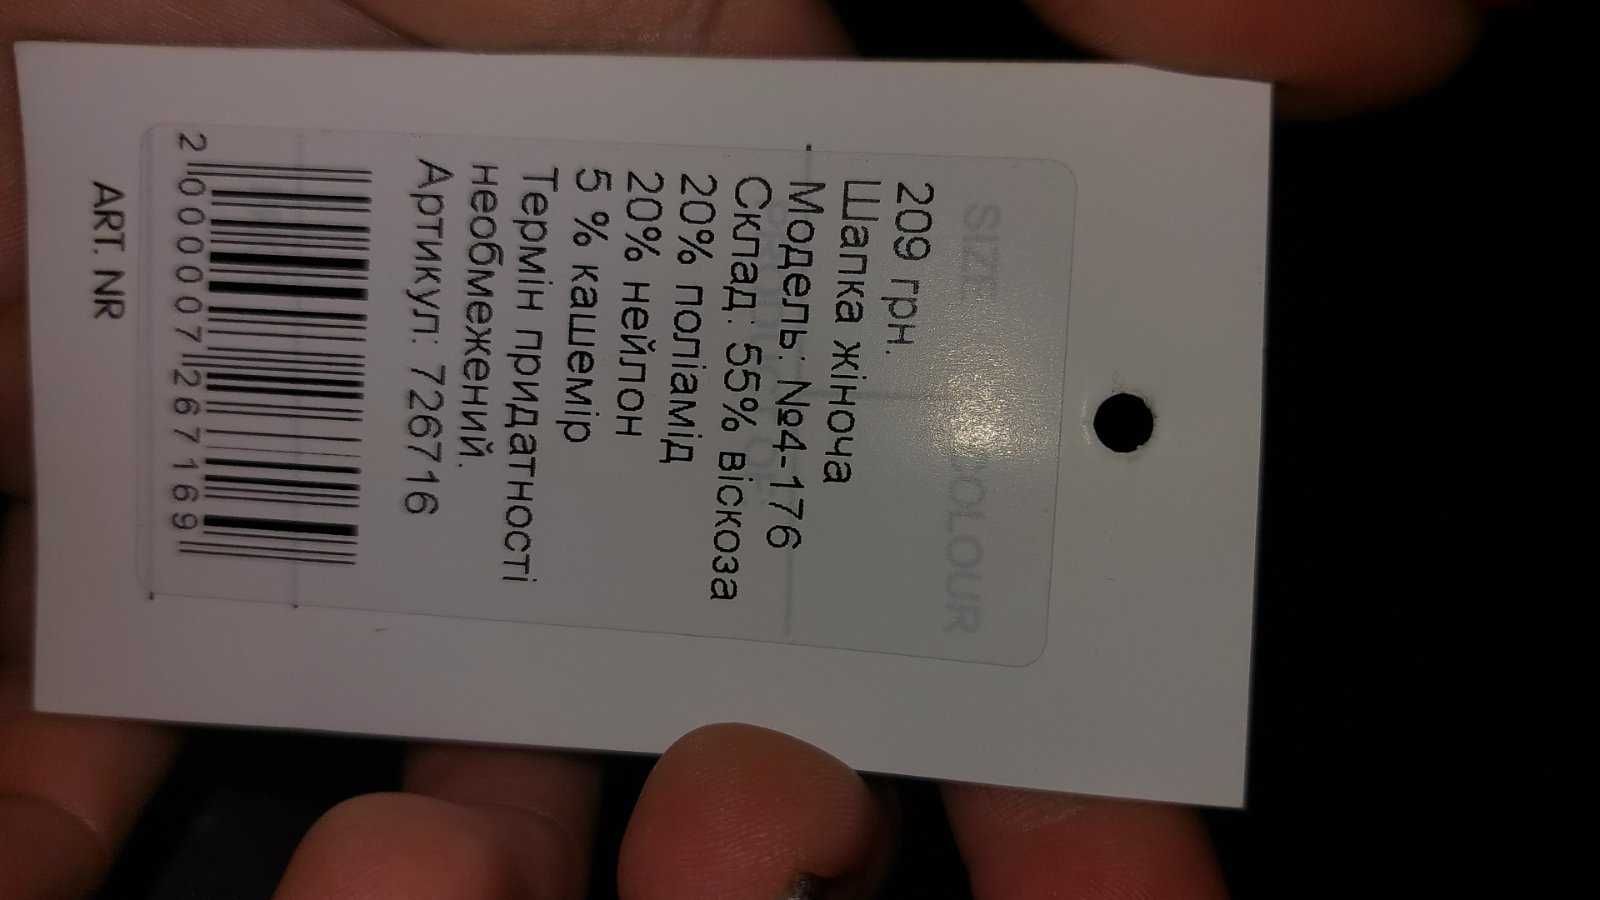 SIZE COLOUR
209 грн.
Шапка жіноча
Модель: №4-176
Склад: 55% віскоза
20% поліамід
20% нейлон
5 % кашемір
Термін придатності
необмежений.
Артикул: 726716
2000007267169
ART. NR